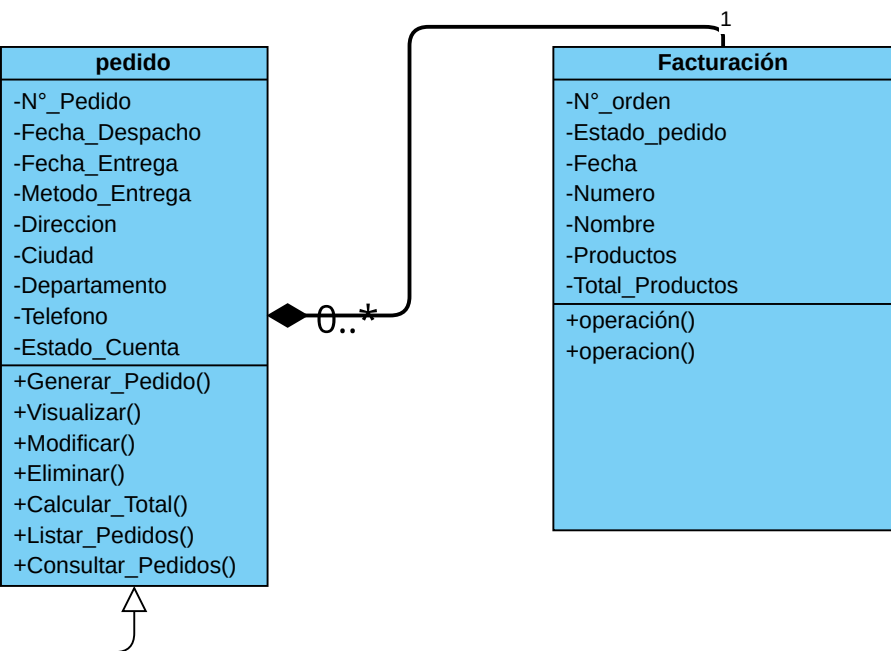 1
pedido
-N°_Pedido
-Fecha_Despacho
-Fecha_Entrega
-Metodo_Entrega
-Direccion
-Ciudad
-Departamento
-Telefono
-Estado_Cuenta
+Generar_Pedido()
+Visualizar()
+Modificar()
+Eliminar()
+Calcular_Total()
+Listar_Pedidos()
+Consultar_Pedidos()
0..*
Facturación
-N°_orden
-Estado_pedido
-Fecha
-Numero
-Nombre
-Productos
-Total_Productos
+operación()
+operacion()